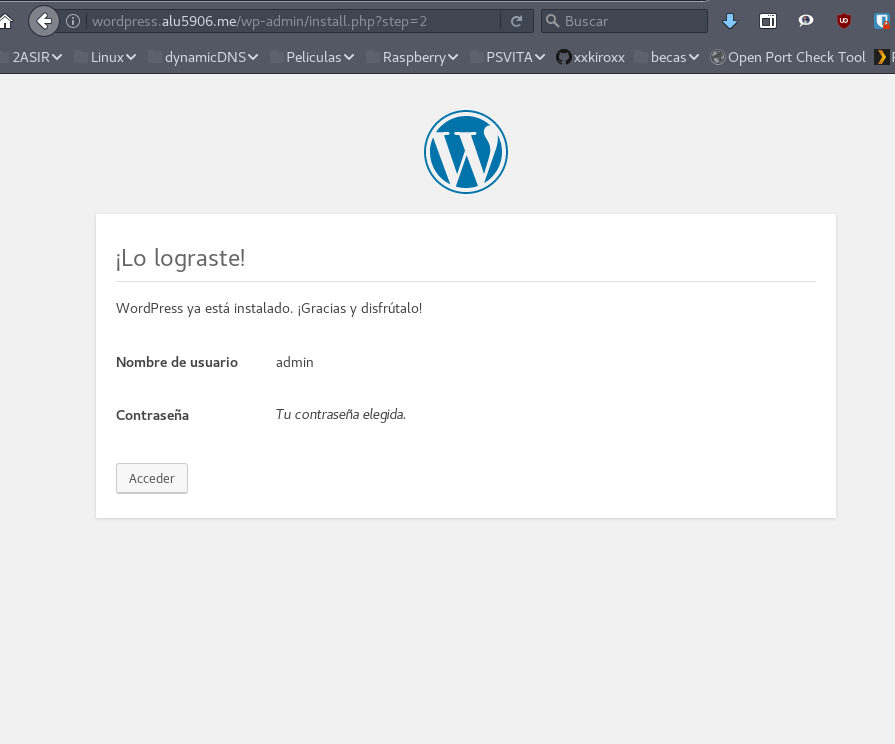 wordpress.alu5906.me/wp-admin/install.php?step=2
Buscar
2ASIR Linux dynamicDNS Peliculas Raspberry PSVITA xxkiroxx becas Open Port Check Tool
¡Lo lograste!
WordPress ya está instalado. ¡Gracias y disfrútalo!
Nombre de usuario admin
Contraseña Tu contraseña elegida.
Acceder